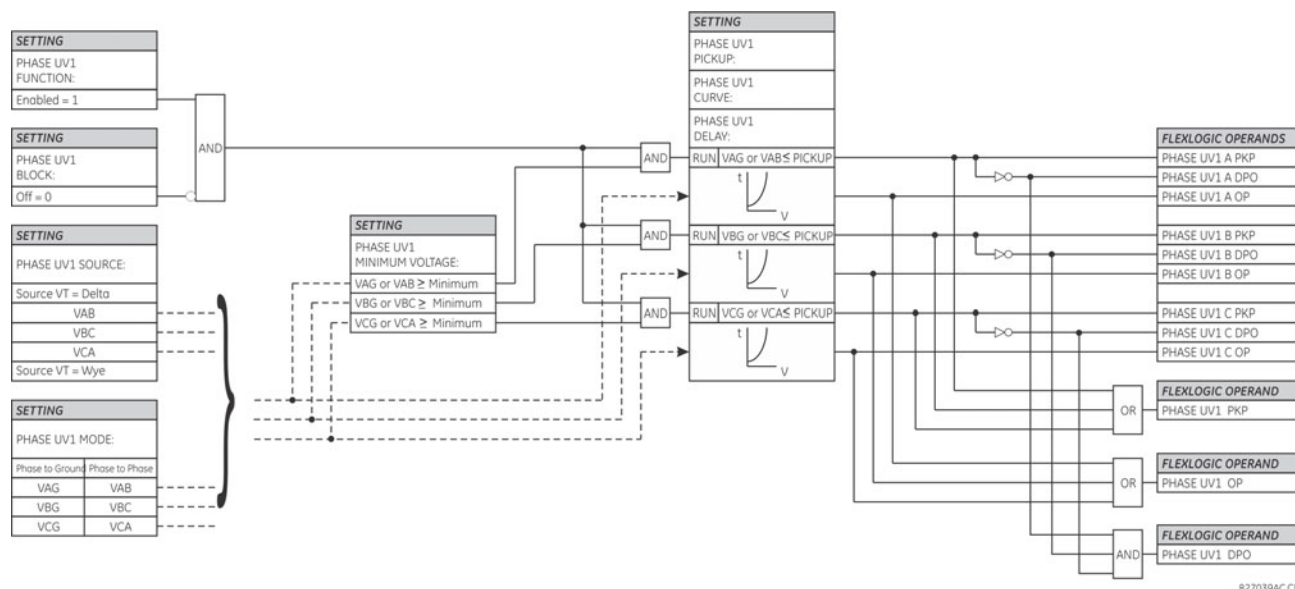 SETTING
PHASE UV1
FUNCTION:
Enabled = 1
SETTING
PHASE UV1
BLOCK:
Off = 0
AND
SETTING
PHASE UV1 SOURCE:
Source VT = Delta
VAB
VBC
VCA
Source VT = Wye
SETTING
PHASE UV1 MODE:
Phase to Ground Phase to Phase
VAG VAB
VBG VBC
VCG VCA
SETTING
PHASE UV1
MINIMUM VOLTAGE:
VAG or VAB ≥ Minimum
VBG or VBC ≥ Minimum
VCG or VCA ≥ Minimum
AND
AND
AND
SETTING
PHASE UV1
PICKUP:
PHASE UV1
CURVE:
PHASE UV1
DELAY:
RUN VAG or VAB ≤ PICKUP
t
V
RUN VBG or VBC ≤ PICKUP
t
V
RUN VCG or VCA ≤ PICKUP
t
V
FLEXLOGIC OPERANDS
PHASE UV1 A PKP
PHASE UV1 A DPO
PHASE UV1 A OP
PHASE UV1 B PKP
PHASE UV1 B DPO
PHASE UV1 B OP
PHASE UV1 C PKP
PHASE UV1 C DPO
PHASE UV1 C OP
OR
FLEXLOGIC OPERAND
PHASE UV1 PKP
OR
FLEXLOGIC OPERAND
PHASE UV1 OP
AND
FLEXLOGIC OPERAND
PHASE UV1 DPO